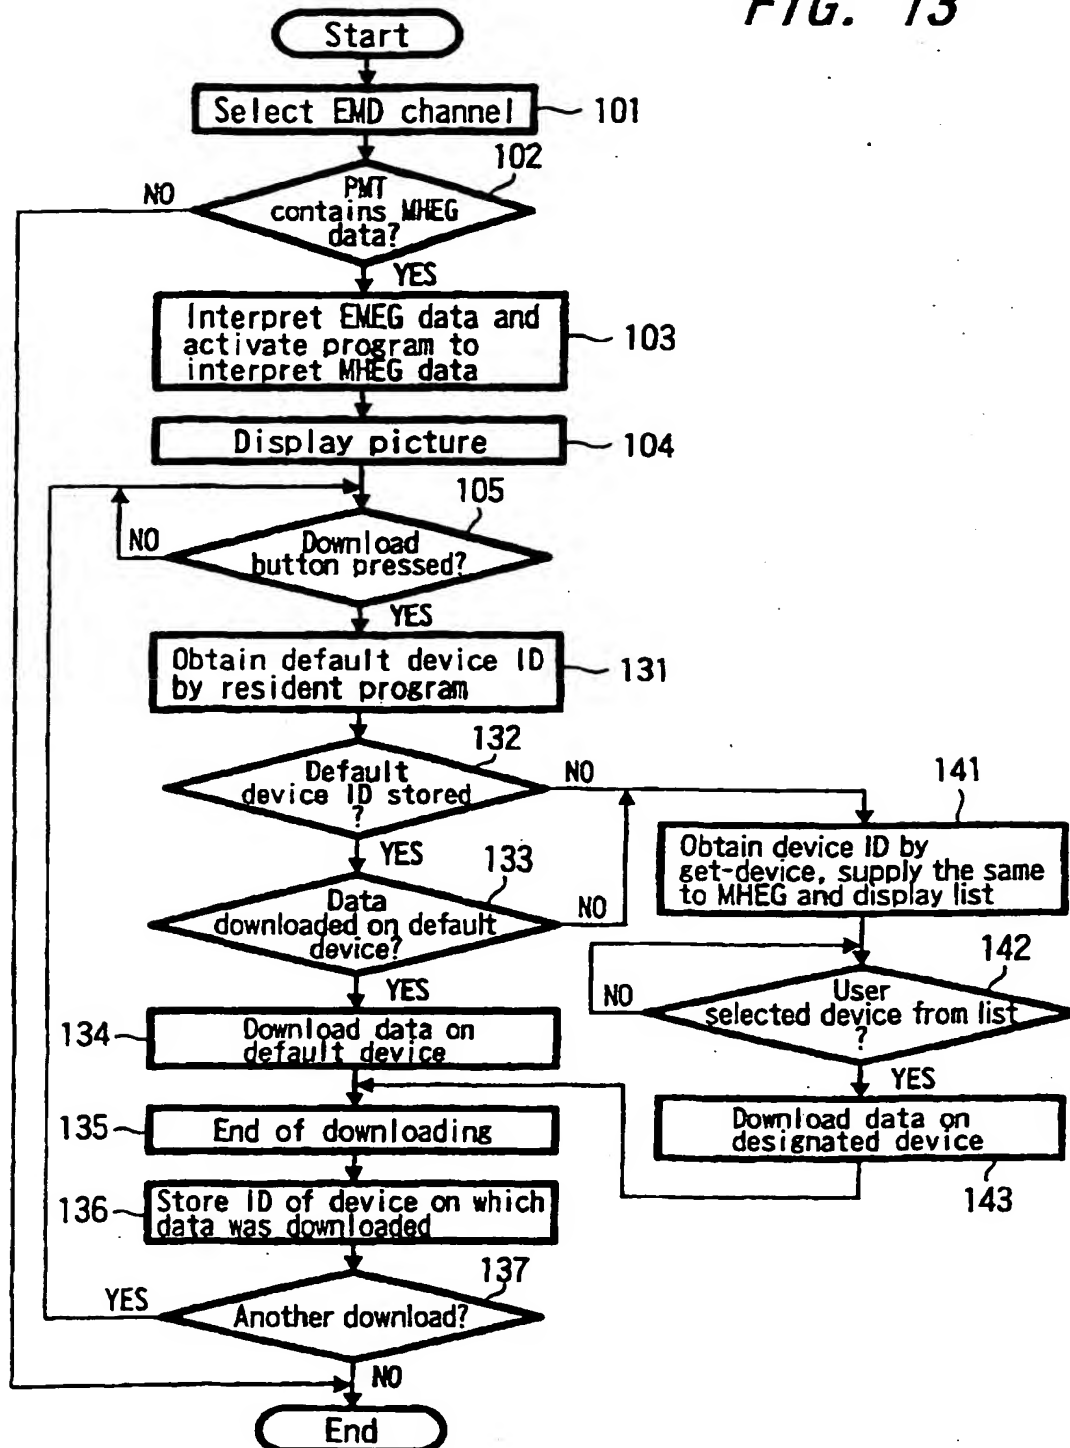 FIG. 13
Start
Select EMD channel
101
102
NO
PMT
contains MHEG
data?
YES
Interpret EMEG data and
activate program to
interpret MHEG data
103
Display picture
104
105
NO
Download
button pressed?
YES
Obtain default device ID
by resident program
131
132
Default
device ID stored
?
NO
YES
133
Data
downloaded on default
device?
NO
YES
141
Obtain device ID by
get-device, supply the same
to MHEG and display list
142
NO
User
selected device from list
?
YES
134
Download data on
default device
Download data on
designated device
143
135
End of downloading
136
Store ID of device on which
data was downloaded
137
YES
Another download?
NO
End